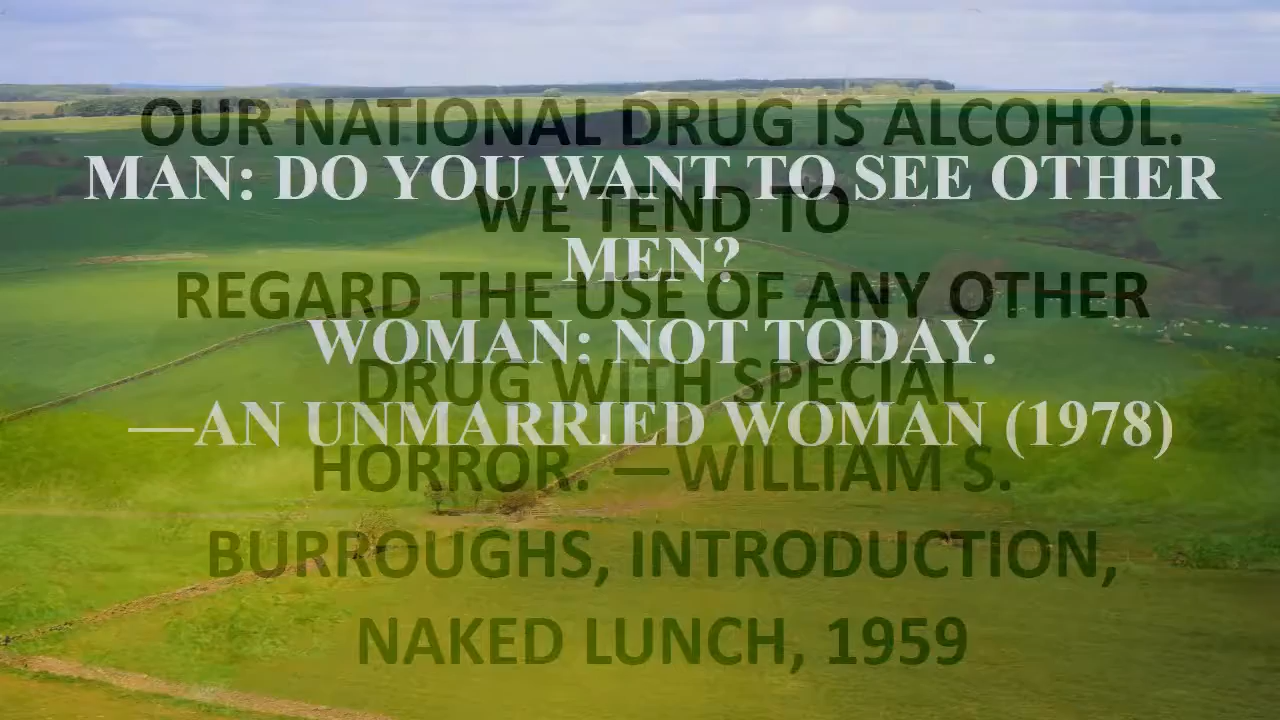 OUR NATIONAL DRUG IS ALCOHOL.
WE TEND TO
REGARD THE USE OF ANY OTHER
DRUG WITH SPECIAL
HORROR. —WILLIAM S.
BURROUGHS, INTRODUCTION,
NAKED LUNCH, 1959
MAN: DO YOU WANT TO SEE OTHER
MEN?
WOMAN: NOT TODAY.
—AN UNMARRIED WOMAN (1978)